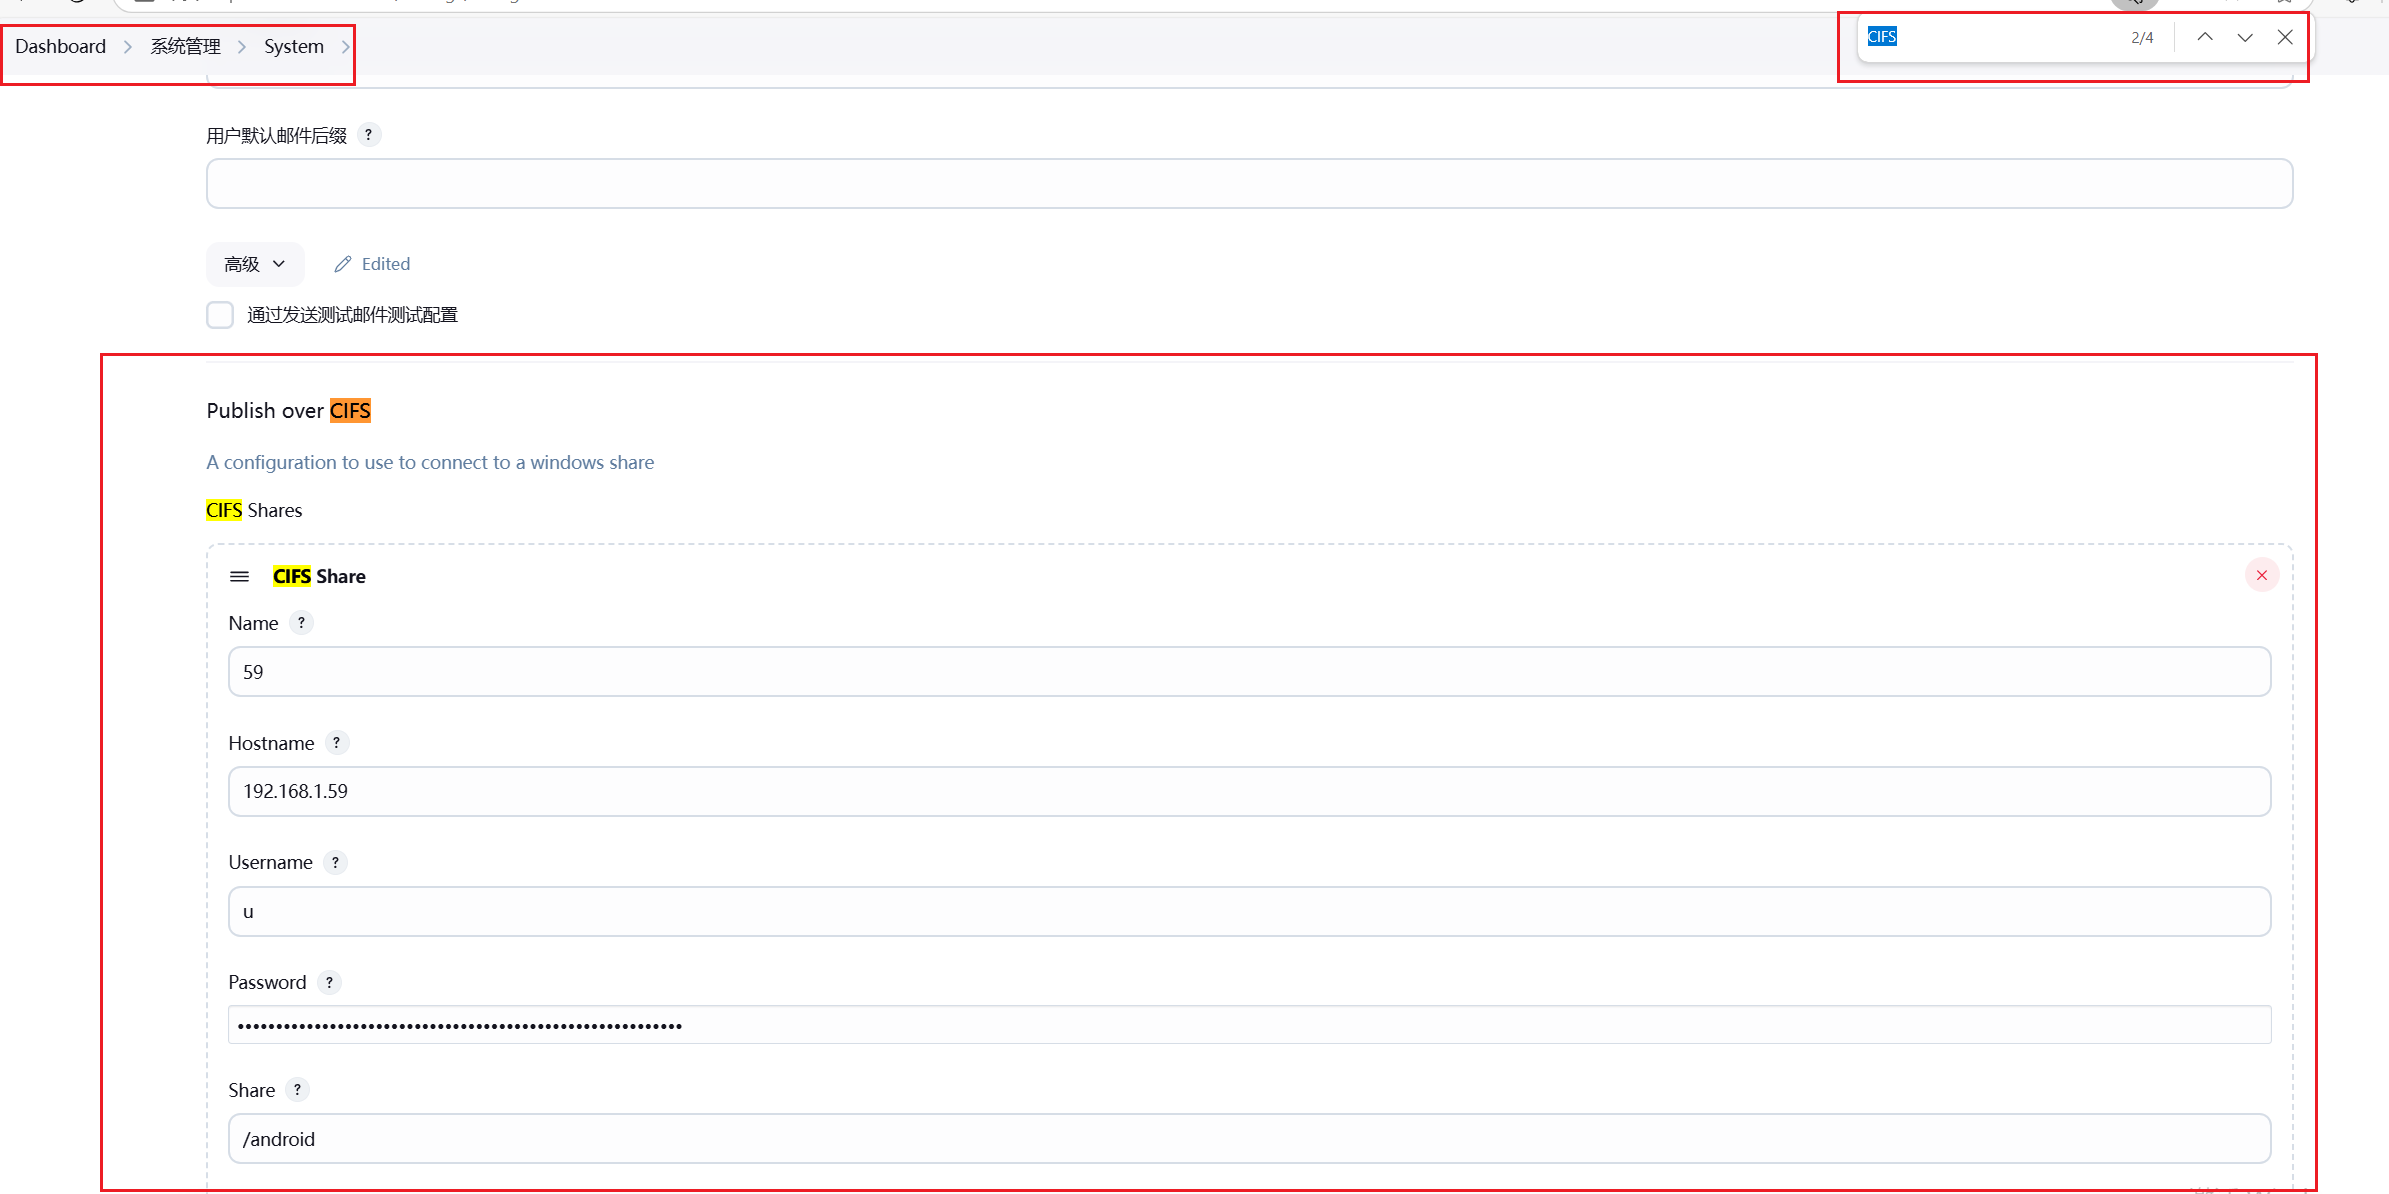 Dashboard > 系统管理 > System >
CIFS 2/4
用户默认邮件后缀 ?
高级 Edited
通过发送测试邮件测试配置
Publish over CIFS
A configuration to use to connect to a windows share
CIFS Shares
CIFS Share
Name ?
59
Hostname ?
192.168.1.59
Username ?
u
Password ?
••••••••••••••••••••••••••••••••••••••••••••••••••••••••••
Share ?
/android